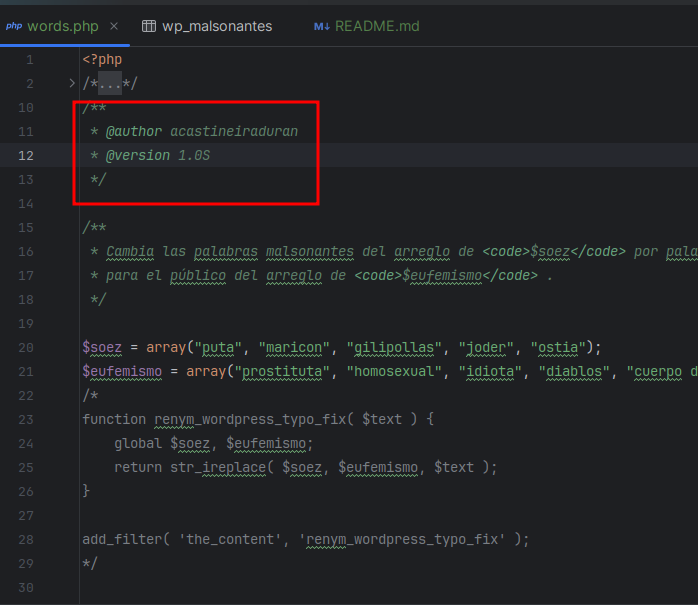 php words.php × wp_malsonantes M↓ README.md
1 <?php
2 /*...*/
10 /**
11 * @author acastineiraduran
12 * @version 1.0S
13 */
14
15 /**
16 * Cambia las palabras malsonantes del arreglo de <code>$soez</code> por pala
17 * para el público del arreglo de <code>$eufemismo</code> .
18 */
19
20 $soez = array("puta", "maricon", "gilipollas", "joder", "ostia");
21 $eufemismo = array("prostituta", "homosexual", "idiota", "diablos", "cuerpo d
22 /*
23 function renym_wordpress_typo_fix( $text ) {
24 global $soez, $eufemismo;
25 return str_ireplace( $soez, $eufemismo, $text );
26 }
27
28 add_filter( 'the_content', 'renym_wordpress_typo_fix' );
29 */
30